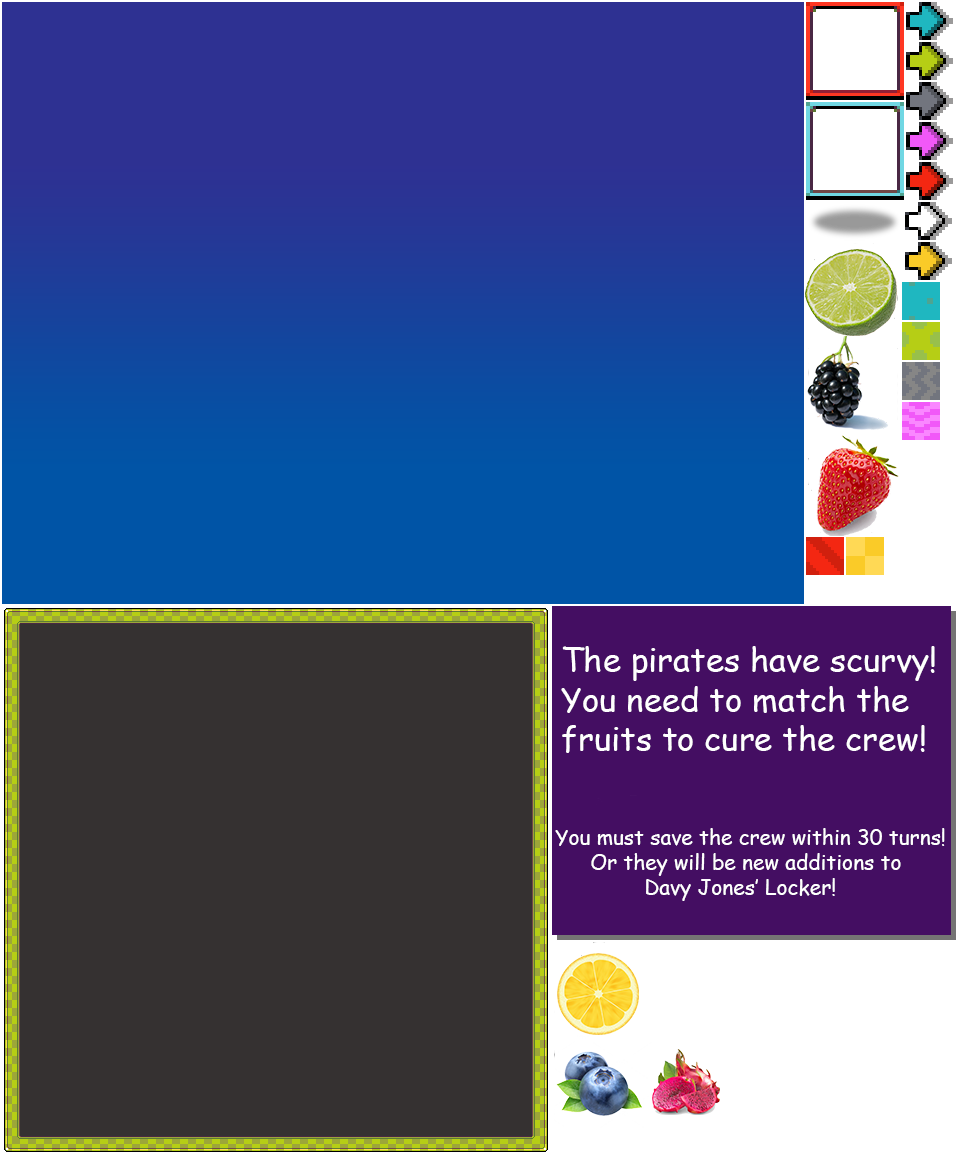 The pirates have scurvy!
You need to match the
fruits to cure the crew!
You must save the crew within 30 turns!
Or they will be new additions to
Davy Jones’ Locker!